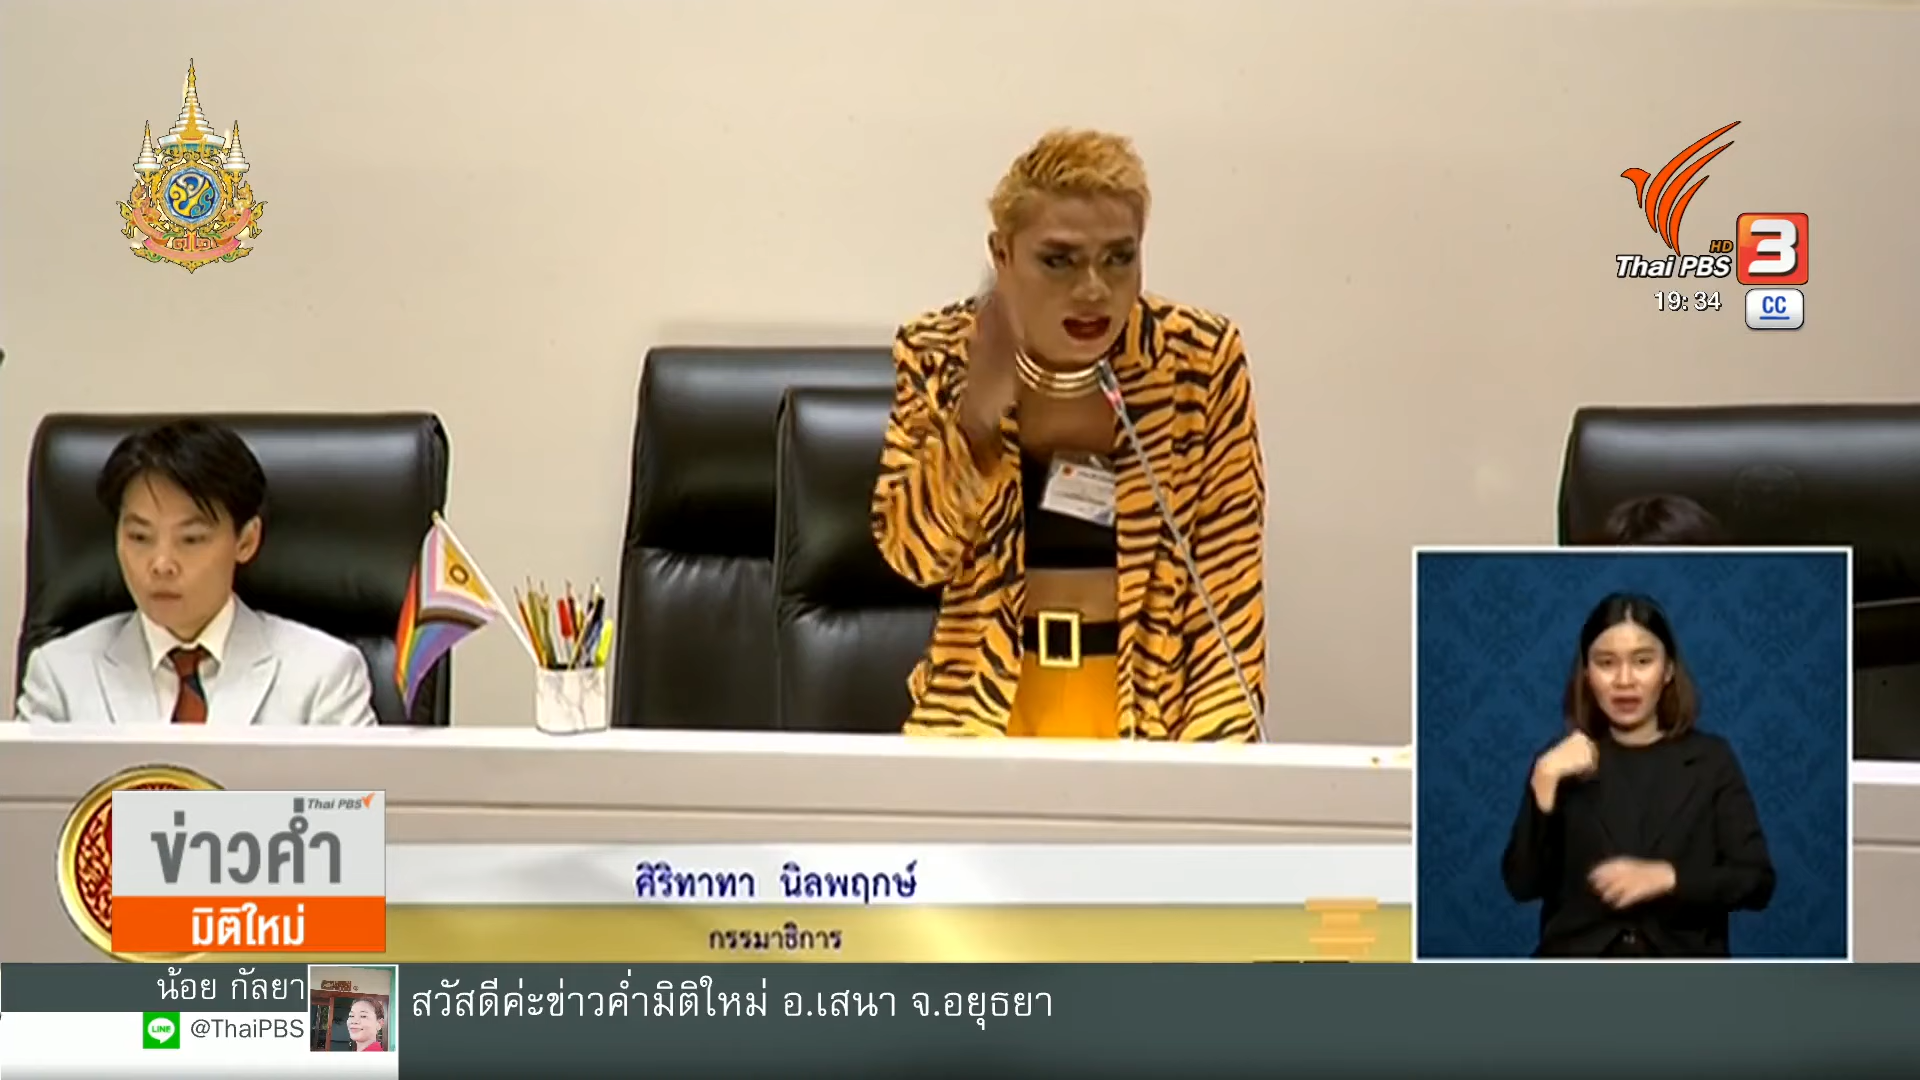 HD
Thai PBS 3
19:34
CC
Thai PBS
ข่าวค่ำ
มิติใหม่
ศิริทาทา นิลพฤกษ์
กรรมาธิการ
น้อย กัลยา
LINE @ThaiPBS
สวัสดีค่ะข่าวค่ำมิติใหม่ อ.เสนา จ.อยุธยา